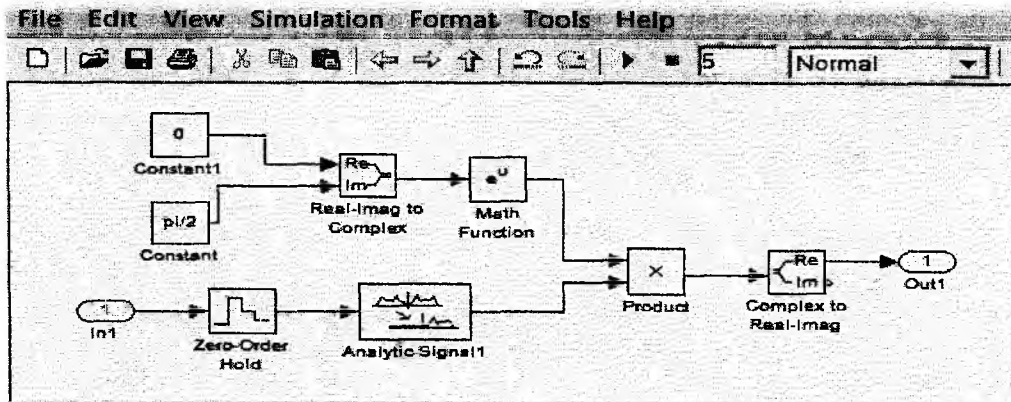 File Edit View Simulation Format Tools Help
5 Normal
0
Constant1
Re
Im
Real-Imag to
Complex
e^u
Math
Function
pi/2
Constant
×
Product
Re
Im
Complex to
Real-Imag
1
Out1
1
In1
Zero-Order
Hold
Analytic Signal1